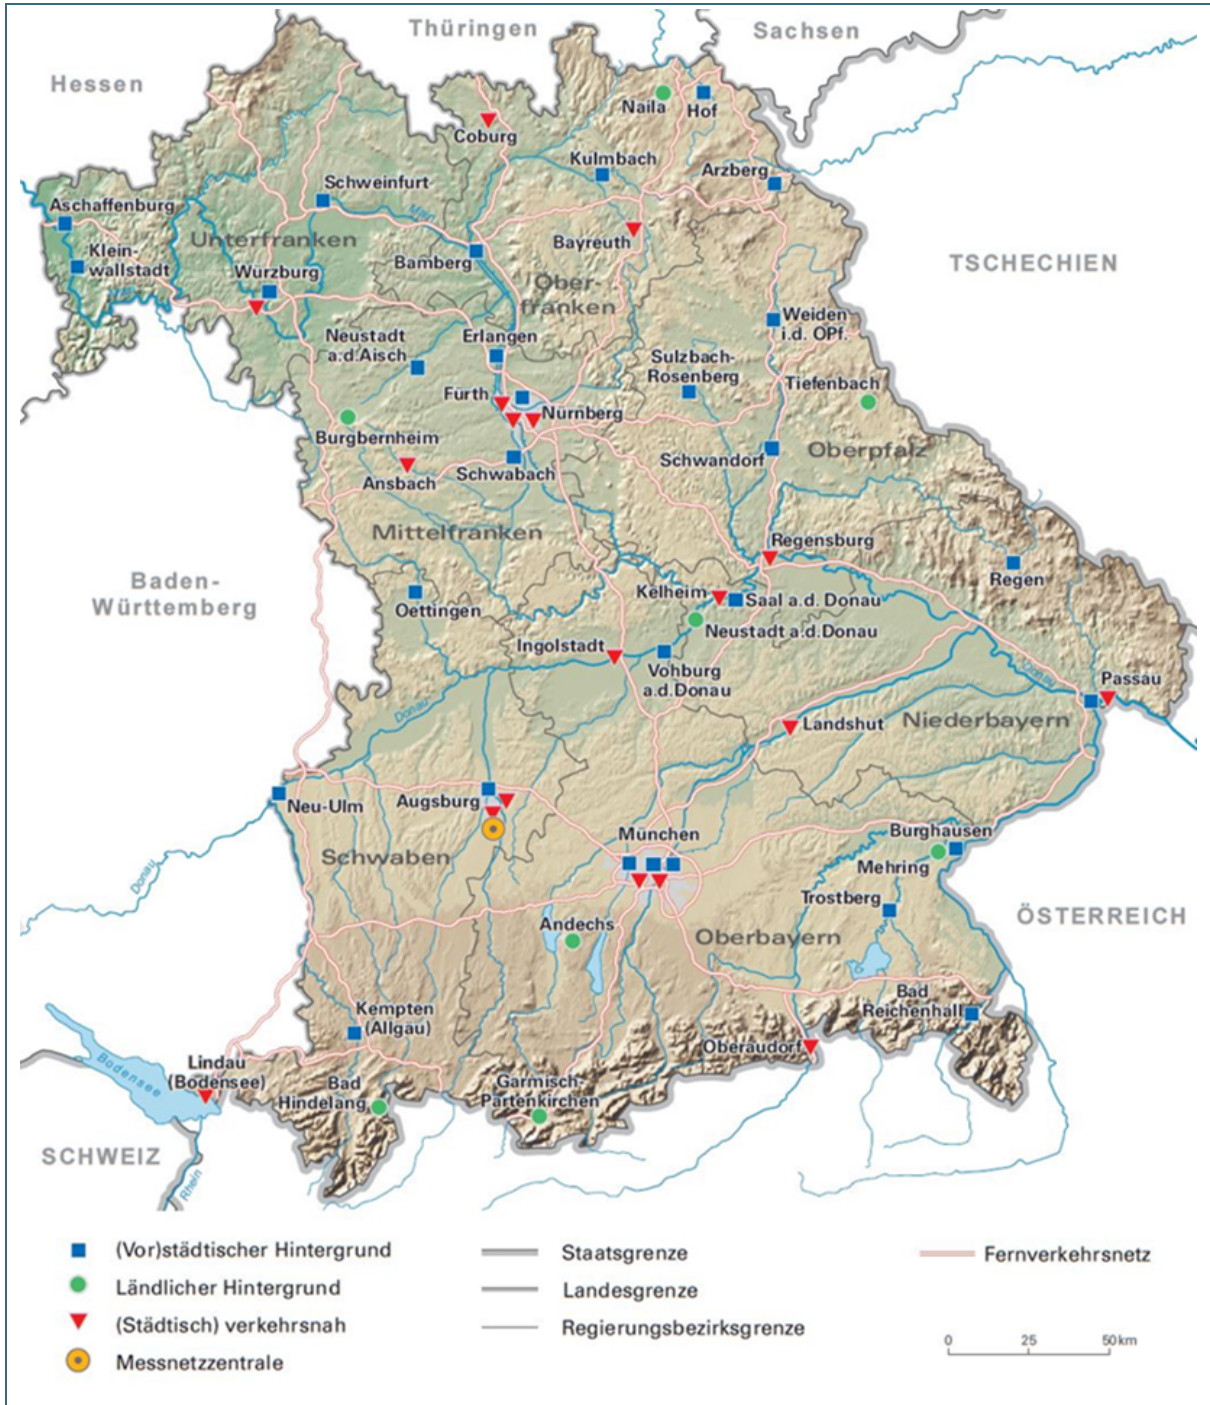 Thüringen
Sachsen
Hessen
Naila
Hof
Coburg
Kulmbach
Arzberg
Schweinfurt
Aschaffenburg
Main
Unterfranken
Bayreuth
Klein-
wallstadt
Bamberg
TSCHECHIEN
Würzburg
Ober-
franken
Weiden
i.d. OPf.
Neustadt
a.d.Aisch
Erlangen
Sulzbach-
Rosenberg
Tiefenbach
Fürth
Nürnberg
Burgbernheim
Oberpfalz
Schwandorf
Ansbach
Schwabach
Mittelfranken
Regensburg
Baden-
Württemberg
Regen
Kelheim
Saal a.d. Donau
Oettingen
Neustadt a.d.Donau
Ingolstadt
Vohburg
a.d.Donau
Donau
Passau
Donau
Landshut
Niederbayern
Neu-Ulm
Augsburg
München
Burghausen
Schwaben
Mehring
Donau
Trostberg
ÖSTERREICH
Andechs
Oberbayern
Bad
Reichenhall
Kempten
(Allgäu)
Oberaudorf
Lindau
(Bodensee)
Bodensee
Bad
Hindelang
Garmisch-
Partenkirchen
SCHWEIZ
Rhein
(Vor)städtischer Hintergrund
Ländlicher Hintergrund
(Städtisch) verkehrsnah
Messnetzzentrale
Staatsgrenze
Landesgrenze
Regierungsbezirksgrenze
Fernverkehrsnetz
0 25 50 km